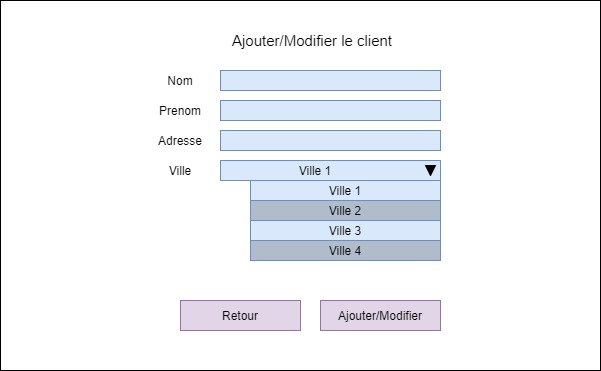 Ajouter/Modifier le client
Nom
Prenom
Adresse
Ville Ville 1
Ville 1
Ville 2
Ville 3
Ville 4
Retour Ajouter/Modifier